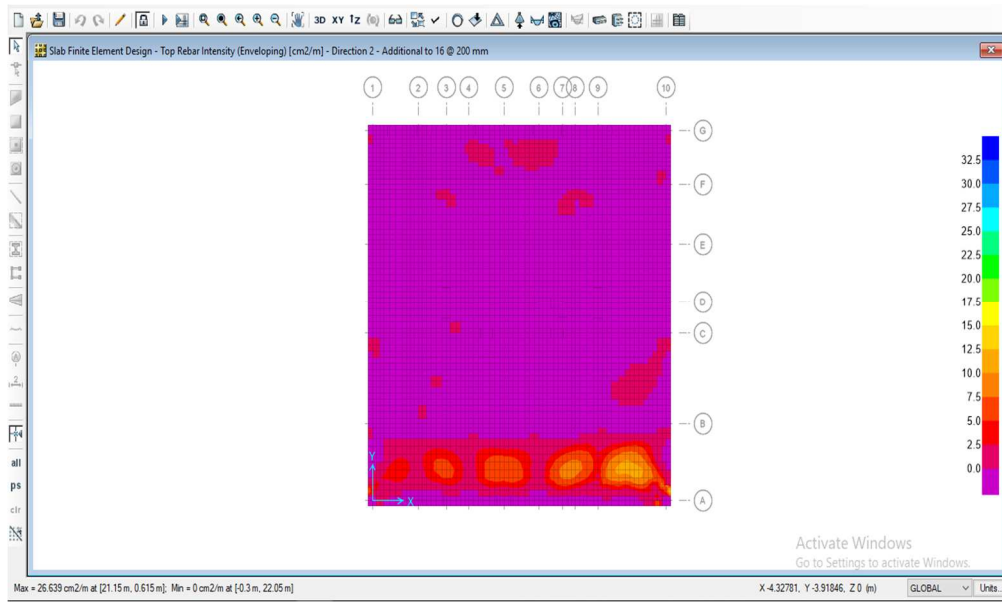 3D XY 1Z
Slab Finite Element Design - Top Rebar Intensity (Enveloping) [cm2/m] - Direction 2 - Additional to 16 @ 200 mm
1 2 3 4 5 6 7 8 9 10
G
F
E
D
C
B
A
Y
X
32.5
30.0
27.5
25.0
22.5
20.0
17.5
15.0
12.5
10.0
7.5
5.0
2.5
0.0
all
ps
clr
Activate Windows
Go to Settings to activate Windows.
Max = 26.639 cm2/m at [21.15 m, 0.615 m]; Min = 0 cm2/m at [-0.3 m, 22.05 m]
X -4.32781, Y -3.91846, Z 0 (m)
GLOBAL
Units...